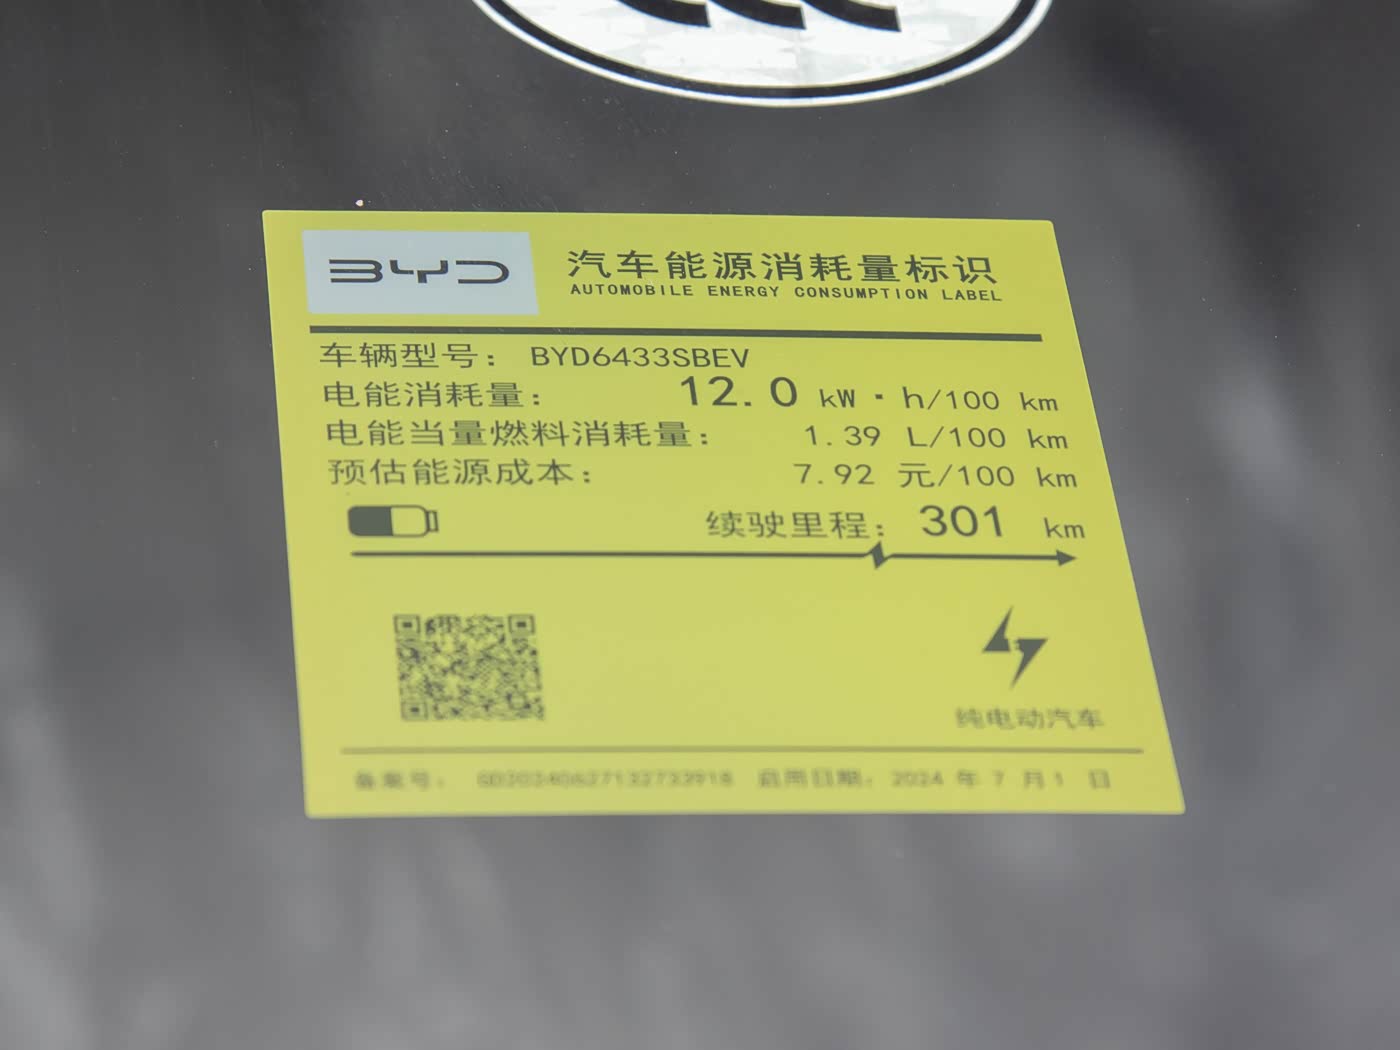 BYD
汽车能源消耗量标识
AUTOMOBILE ENERGY CONSUMPTION LABEL
车辆型号: BYD6433SBEV
电能消耗量: 12.0 kW·h/100 km
电能当量燃料消耗量: 1.39 L/100 km
预估能源成本: 7.92 元/100 km
续驶里程: 301 km
纯电动汽车
备案号: 启用日期: 2024 年 7 月 1 日